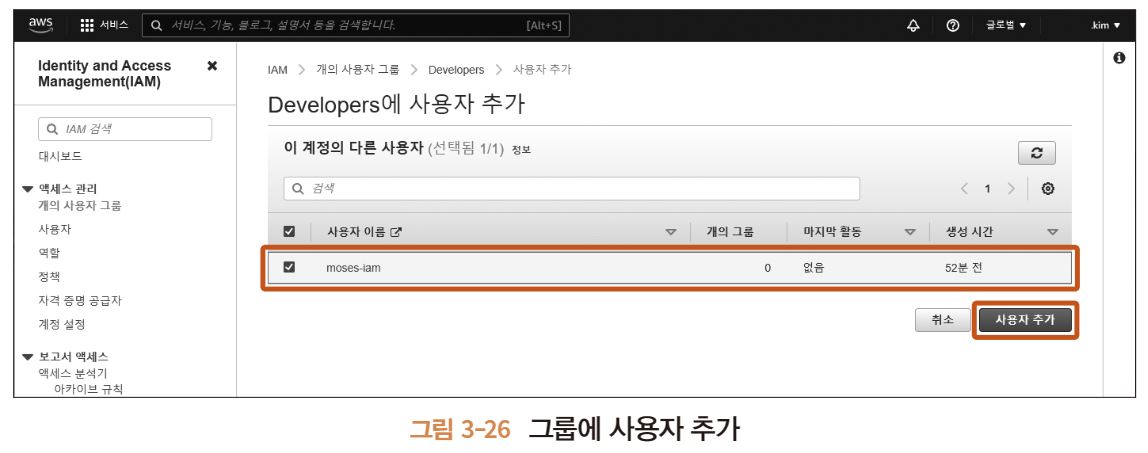 aws 서비스 서비스, 기능, 블로그, 설명서 등을 검색합니다. [Alt+S] 글로벌 ▼ .kim ▼
Identity and Access
Management(IAM)
IAM 검색
대시보드
액세스 관리
개의 사용자 그룹
사용자
역할
정책
자격 증명 공급자
계정 설정
보고서 액세스
액세스 분석기
아카이브 규칙
IAM > 개의 사용자 그룹 > Developers > 사용자 추가
Developers에 사용자 추가
이 계정의 다른 사용자 (선택됨 1/1) 정보
검색 < 1 >
사용자 이름 개의 그룹 마지막 활동 생성 시간
moses-iam 0 없음 52분 전
취소 사용자 추가
그림 3-26 그룹에 사용자 추가